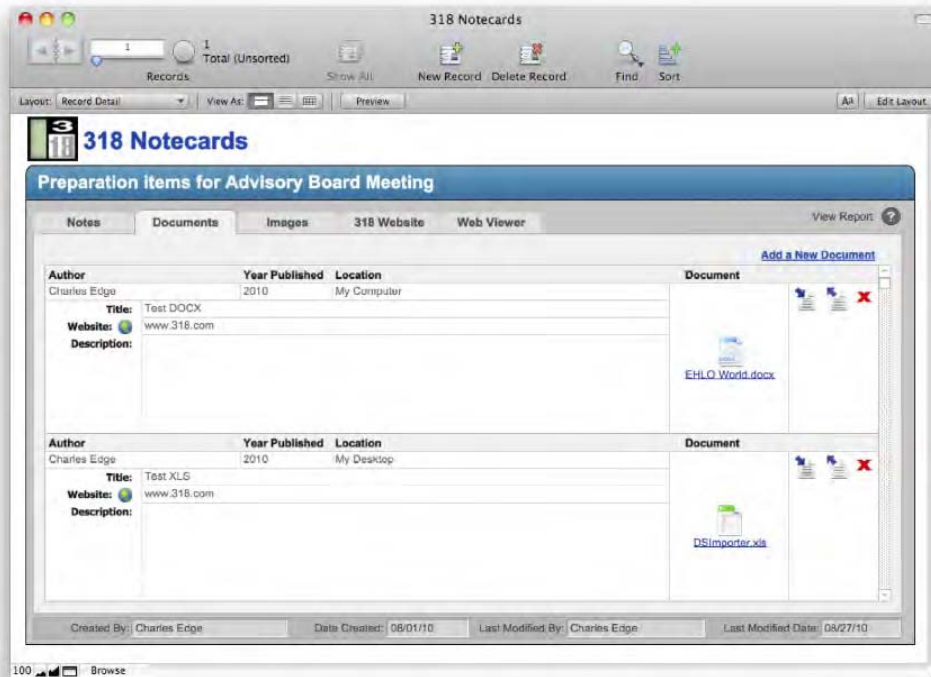 318 Notecards
1
1
Total (Unsorted)
Records
Show All
New Record
Delete Record
Find
Sort
Layout: Record Detail
View As:
Preview
Aa
Edit Layout
3
18
318 Notecards
Preparation items for Advisory Board Meeting
Notes
Documents
Images
318 Website
Web Viewer
View Report ?
Add a New Document
Author Year Published Location Document
Charles Edge 2010 My Computer
Title: Test DOCX
Website: www.318.com
Description:
EHLO World.docx
Author Year Published Location Document
Charles Edge 2010 My Desktop
Title: Test XLS
Website: www.318.com
Description:
DSImporter.xls
Created By: Charles Edge Date Created: 08/01/10 Last Modified By: Charles Edge Last Modified Date: 08/27/10
100 Browse